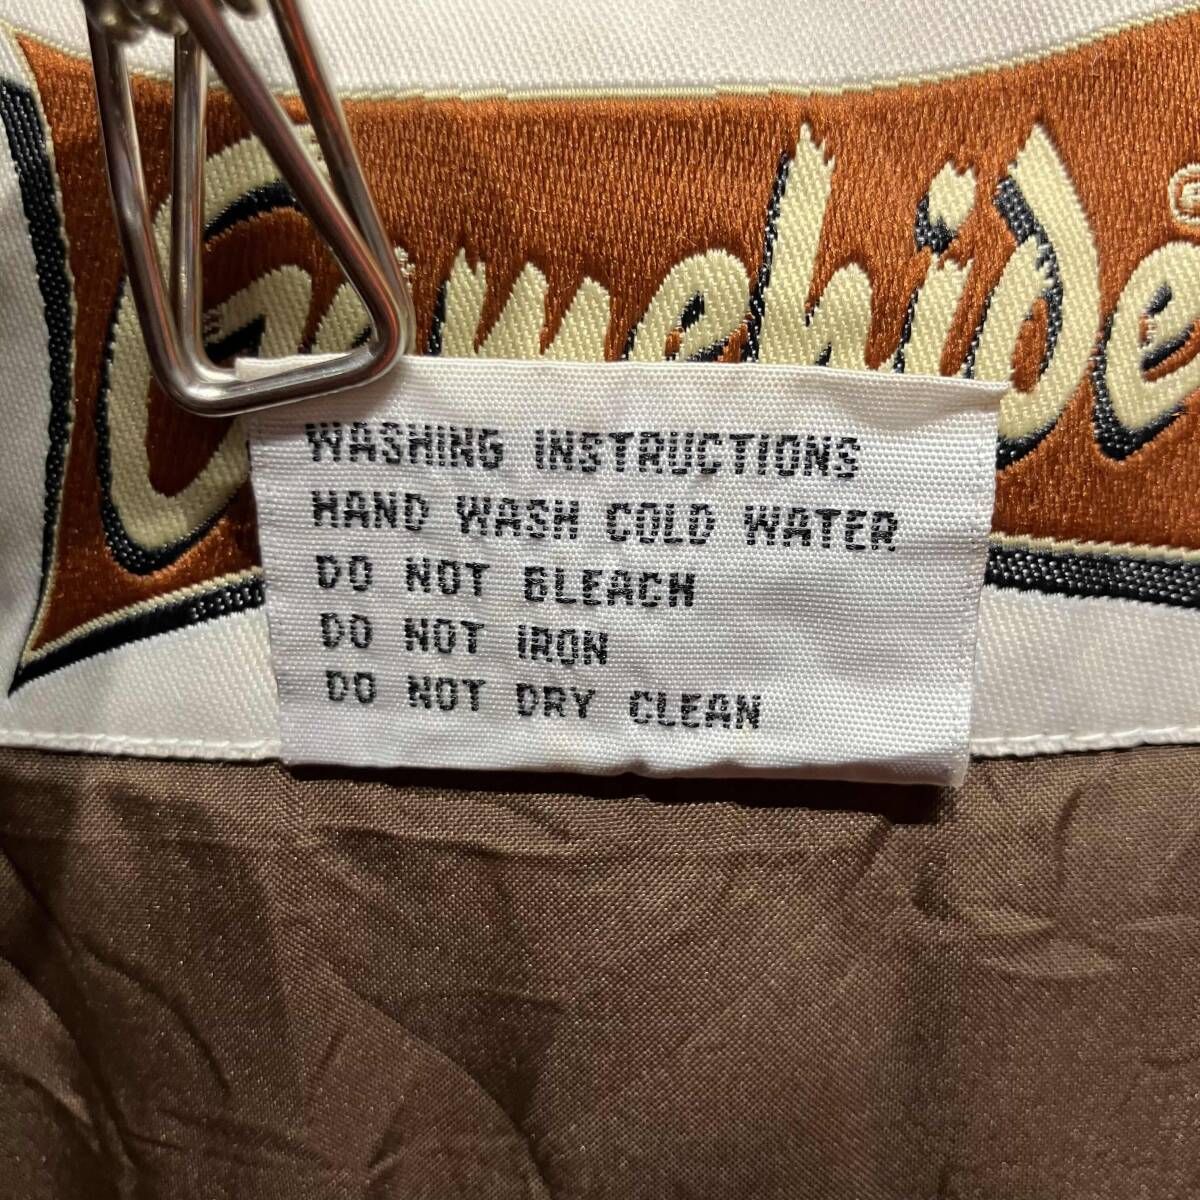 Gamehide®
WASHING INSTRUCTIONS
HAND WASH COLD WATER
DO NOT BLEACH
DO NOT IRON
DO NOT DRY CLEAN